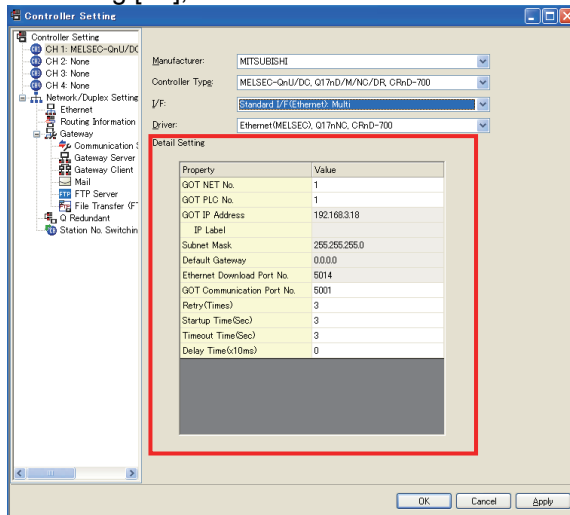 Controller Setting
Controller Setting
CH 1: MELSEC-QnU/DC
CH 2: None
CH 3: None
CH 4: None
Network/Duplex Setting
Ethernet
Routing Information
Gateway
Communication
Gateway Server
Gateway Client
Mail
FTP Server
File Transfer (F
Q Redundant
Station No. Switchin
Manufacturer:
MITSUBISHI
Controller Type:
MELSEC-QnU/DC, Q17nD/M/NC/DR, CRnD-700
I/F:
Standard I/F(Ethernet): Multi
Driver:
Ethernet(MELSEC), Q17nNC, CRnD-700
Detail Setting
Property Value
GOT NET No. 1
GOT PLC No. 1
GOT IP Address 192.168.3.18
IP Label
Subnet Mask 255.255.255.0
Default Gateway 0.0.0.0
Ethernet Download Port No. 5014
GOT Communication Port No. 5001
Retry(Times) 3
Startup Time(Sec) 3
Timeout Time(Sec) 3
Delay Time(x10ms) 0
OK Cancel Apply